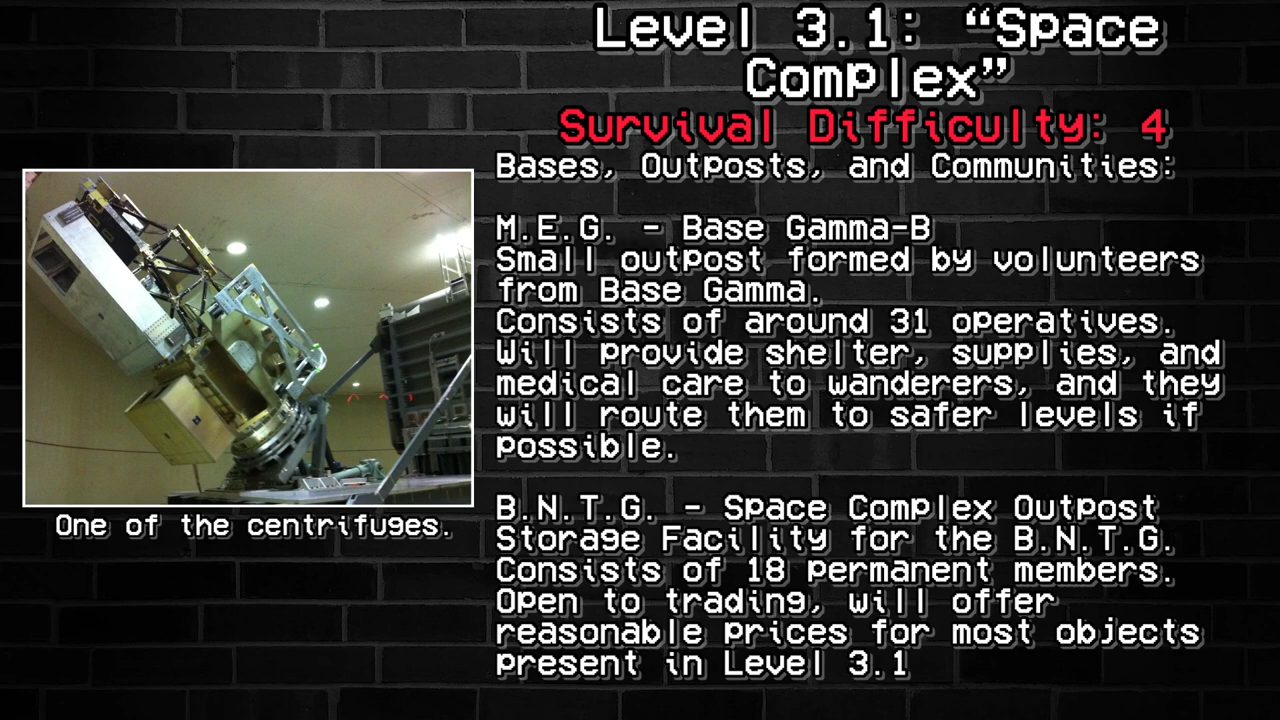 Level 3.1: “Space
Complex”
Survival Difficulty: 4
Bases, Outposts, and Communities:
M.E.G. - Base Gamma-B
Small outpost formed by volunteers
from Base Gamma.
Consists of around 31 operatives.
Will provide shelter, supplies, and
medical care to wanderers, and they
will route them to safer levels if
possible.
B.N.T.G. - Space Complex Outpost
Storage Facility for the B.N.T.G.
Consists of 18 permanent members.
Open to trading, will offer
reasonable prices for most objects
present in Level 3.1
One of the centrifuges.